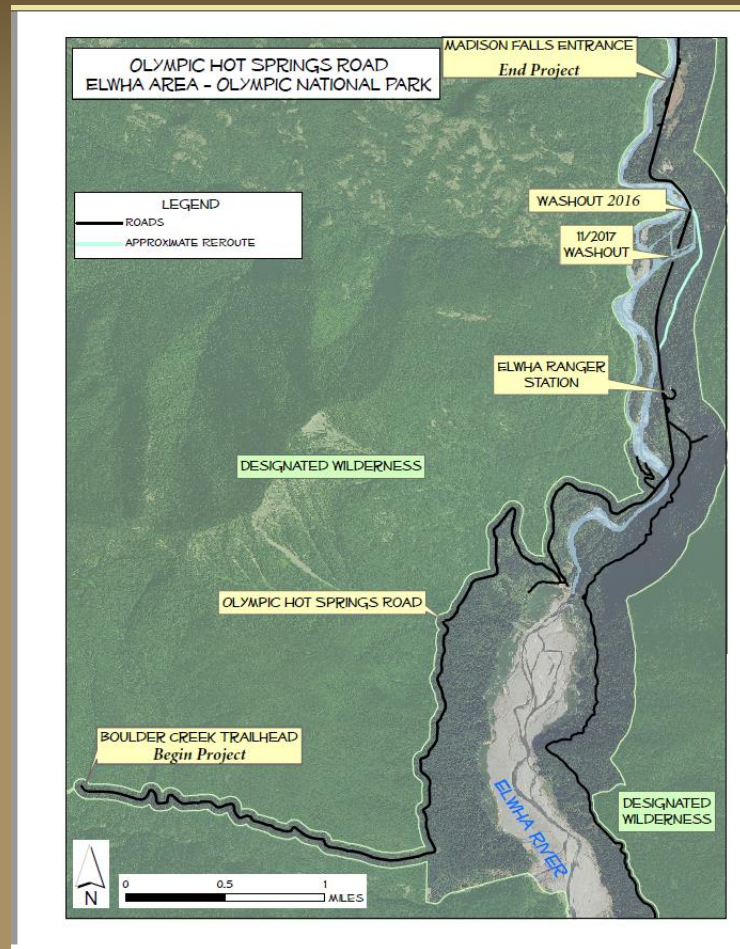 OLYMPIC HOT SPRINGS ROAD
ELWHA AREA - OLYMPIC NATIONAL PARK
MADISON FALLS ENTRANCE
End Project
LEGEND
ROADS
APPROXIMATE REROUTE
WASHOUT 2016
11/2017
WASHOUT
ELWHA RANGER
STATION
DESIGNATED WILDERNESS
OLYMPIC HOT SPRINGS ROAD
BOULDER CREEK TRAILHEAD
Begin Project
ELWHA RIVER
DESIGNATED
WILDERNESS
N
0 0.5 1
MILES